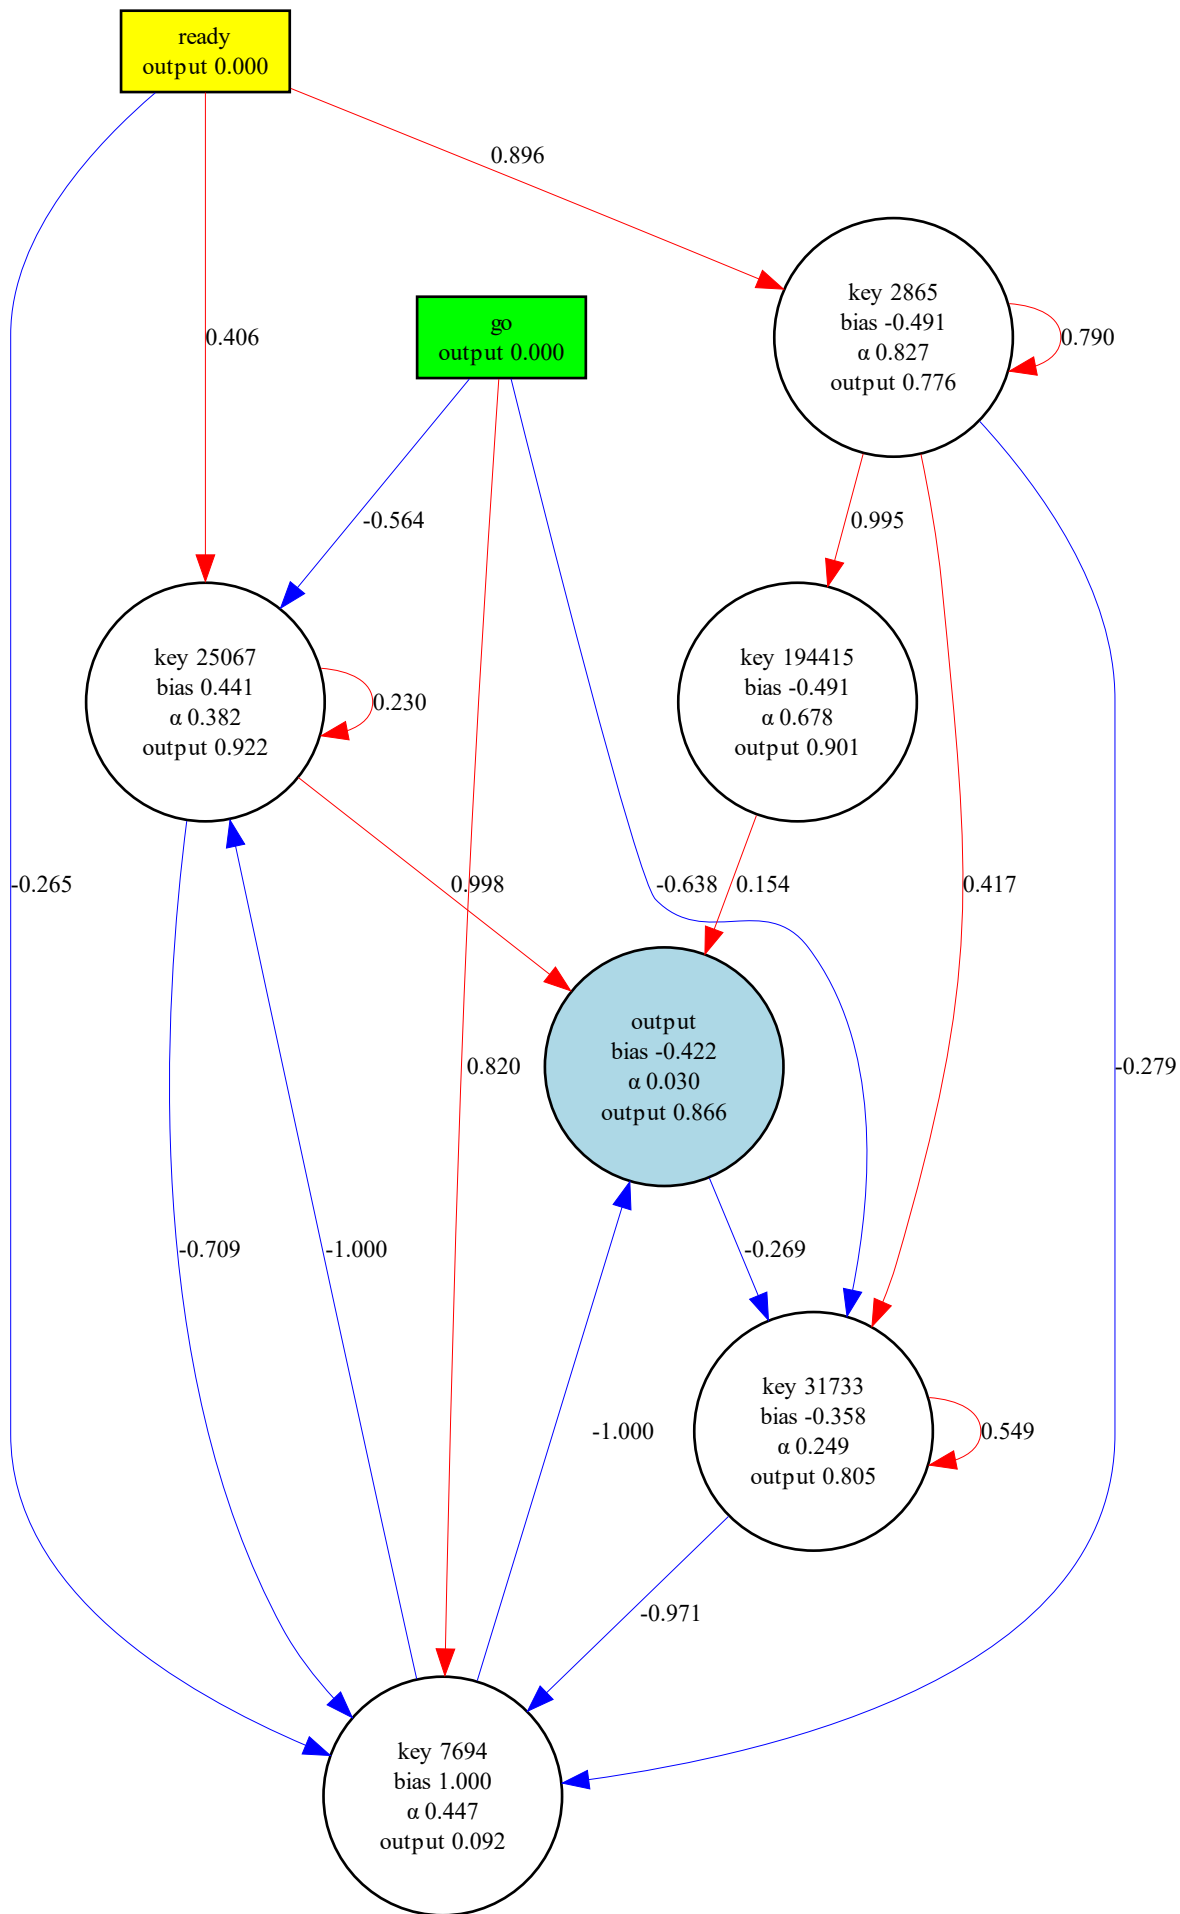 ready
output 0.000
0.896
key 2865
bias -0.491
α 0.827
output 0.776
0.790
go
output 0.000
0.406
-0.564
0.995
key 25067
bias 0.441
α 0.382
output 0.922
0.230
key 194415
bias -0.491
α 0.678
output 0.901
-0.265
0.998
-0.638
0.154
0.417
output
bias -0.422
α 0.030
output 0.866
0.820
-0.279
-0.709
-1.000
-0.269
key 31733
bias -0.358
α 0.249
output 0.805
-1.000
0.549
-0.971
key 7694
bias 1.000
α 0.447
output 0.092